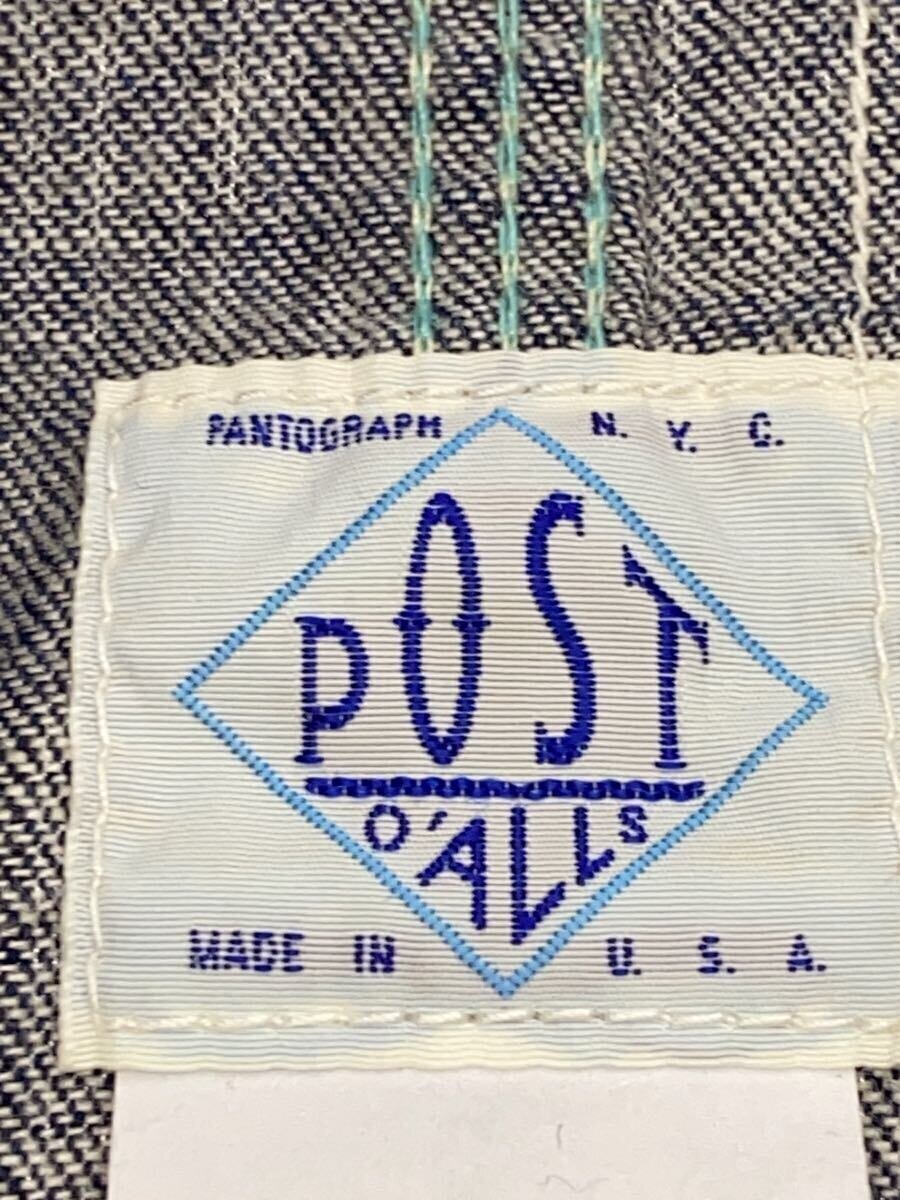 PANTOGRAPH N. Y. C.
POST
O'ALLS
MADE IN U. S. A.